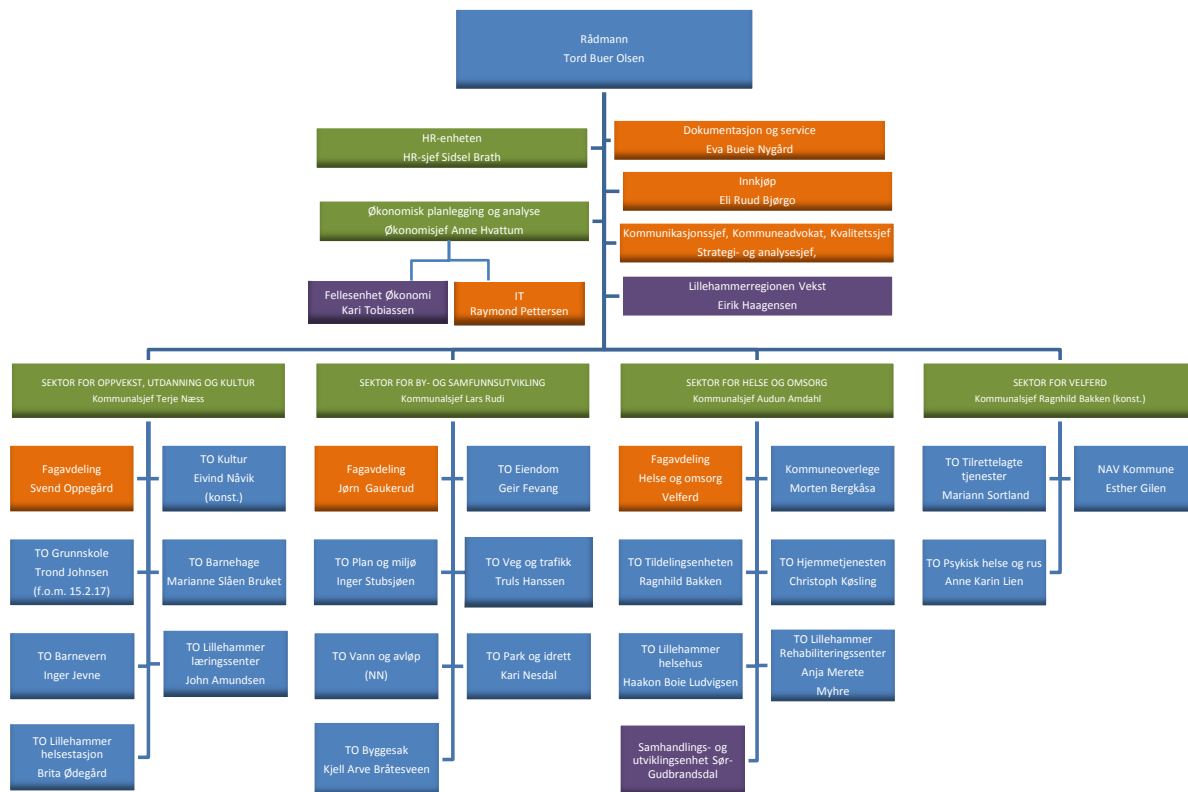 Rådmann
Tord Buer Olsen
HR-enheten
HR-sjef Sidsel Brath
Dokumentasjon og service
Eva Bueie Nygård
Innkjøp
Eli Ruud Bjørgo
Økonomisk planlegging og analyse
Økonomisjef Anne Hvattum
Kommunikasjonssjef, Kommuneadvokat, Kvalitetssjef
Strategi- og analysesjef,
Fellesenhet Økonomi
Kari Tobiassen
IT
Raymond Pettersen
Lillehammerregionen Vekst
Eirik Haagensen
SEKTOR FOR OPPVEKST, UTDANNING OG KULTUR
Kommunalsjef Terje Næss
SEKTOR FOR BY- OG SAMFUNNSUTVIKLING
Kommunalsjef Lars Rudi
SEKTOR FOR HELSE OG OMSORG
Kommunalsjef Audun Amdahl
SEKTOR FOR VELFERD
Kommunalsjef Ragnhild Bakken (konst.)
Fagavdeling
Svend Oppegård
TO Kultur
Eivind Nåvik
(konst.)
Fagavdeling
Jørn Gaukerud
TO Eiendom
Geir Fevang
Fagavdeling
Helse og omsorg
Velferd
Kommuneoverlege
Morten Bergkåsa
TO Tilrettelagte
tjenester
Mariann Sortland
NAV Kommune
Esther Gilen
TO Grunnskole
Trond Johnsen
(f.o.m. 15.2.17)
TO Barnehage
Marianne Slåen Bruket
TO Plan og miljø
Inger Stubsjøen
TO Veg og trafikk
Truls Hanssen
TO Tildelingsenheten
Ragnhild Bakken
TO Hjemmetjenesten
Christoph Køsling
TO Psykisk helse og rus
Anne Karin Lien
TO Barnevern
Inger Jevne
TO Lillehammer
læringssenter
John Amundsen
TO Vann og avløp
(NN)
TO Park og idrett
Kari Nesdal
TO Lillehammer
helsehus
Haakon Boie Ludvigsen
TO Lillehammer
Rehabiliteringssenter
Anja Merete
Myhre
TO Lillehammer
helsestasjon
Brita Ødegård
TO Byggesak
Kjell Arve Bråtesveen
Samhandlings- og
utviklingsenhet Sør-
Gudbrandsdal